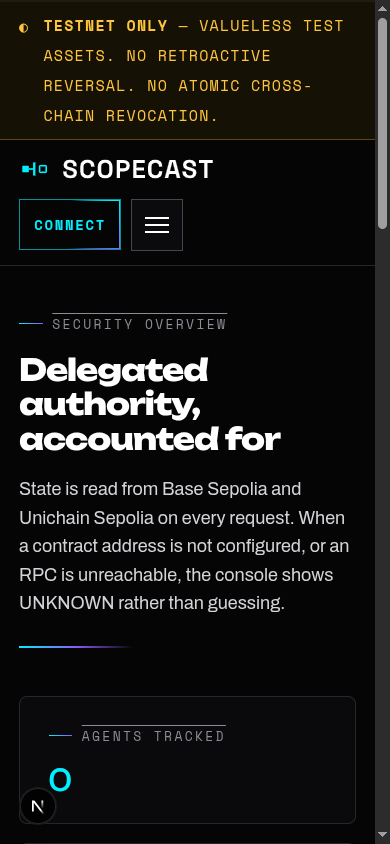 TESTNET ONLY — VALUELESS TEST
ASSETS. NO RETROACTIVE
REVERSAL. NO ATOMIC CROSS-
CHAIN REVOCATION.
SCOPECAST
CONNECT
SECURITY OVERVIEW
Delegated
authority,
accounted for
State is read from Base Sepolia and
Unichain Sepolia on every request. When
a contract address is not configured, or an
RPC is unreachable, the console shows
UNKNOWN rather than guessing.
AGENTS TRACKED
0
N